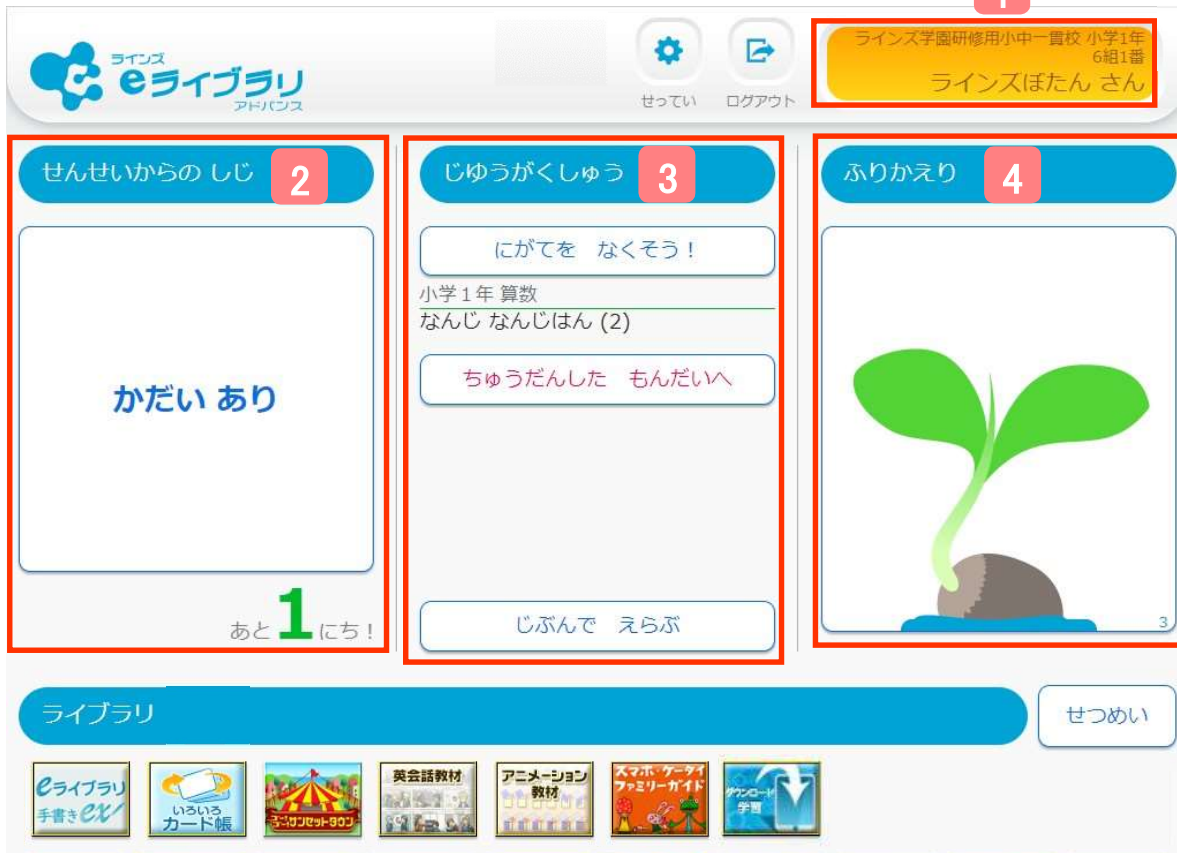 1
ラインズ
eライブラリ
アドバンス
せってい
ログアウト
ラインズ学園研修用小中一貫校 小学1年
6組1番
ラインズぼたん さん
せんせいからの しじ
2
かだい あり
あと1にち!
じゆうがくしゅう
3
にがてを なくそう!
小学1年 算数
なんじ なんじはん (2)
ちゅうだんした もんだいへ
じぶんで えらぶ
ふりかえり
4
3
ライブラリ
せつめい
eライブラリ
手書きex
いろいろ
カード帳
英会話教材
アニメーション
教材
スマホ・ケータイ
ファミリーガイド
ダウンロード
学習